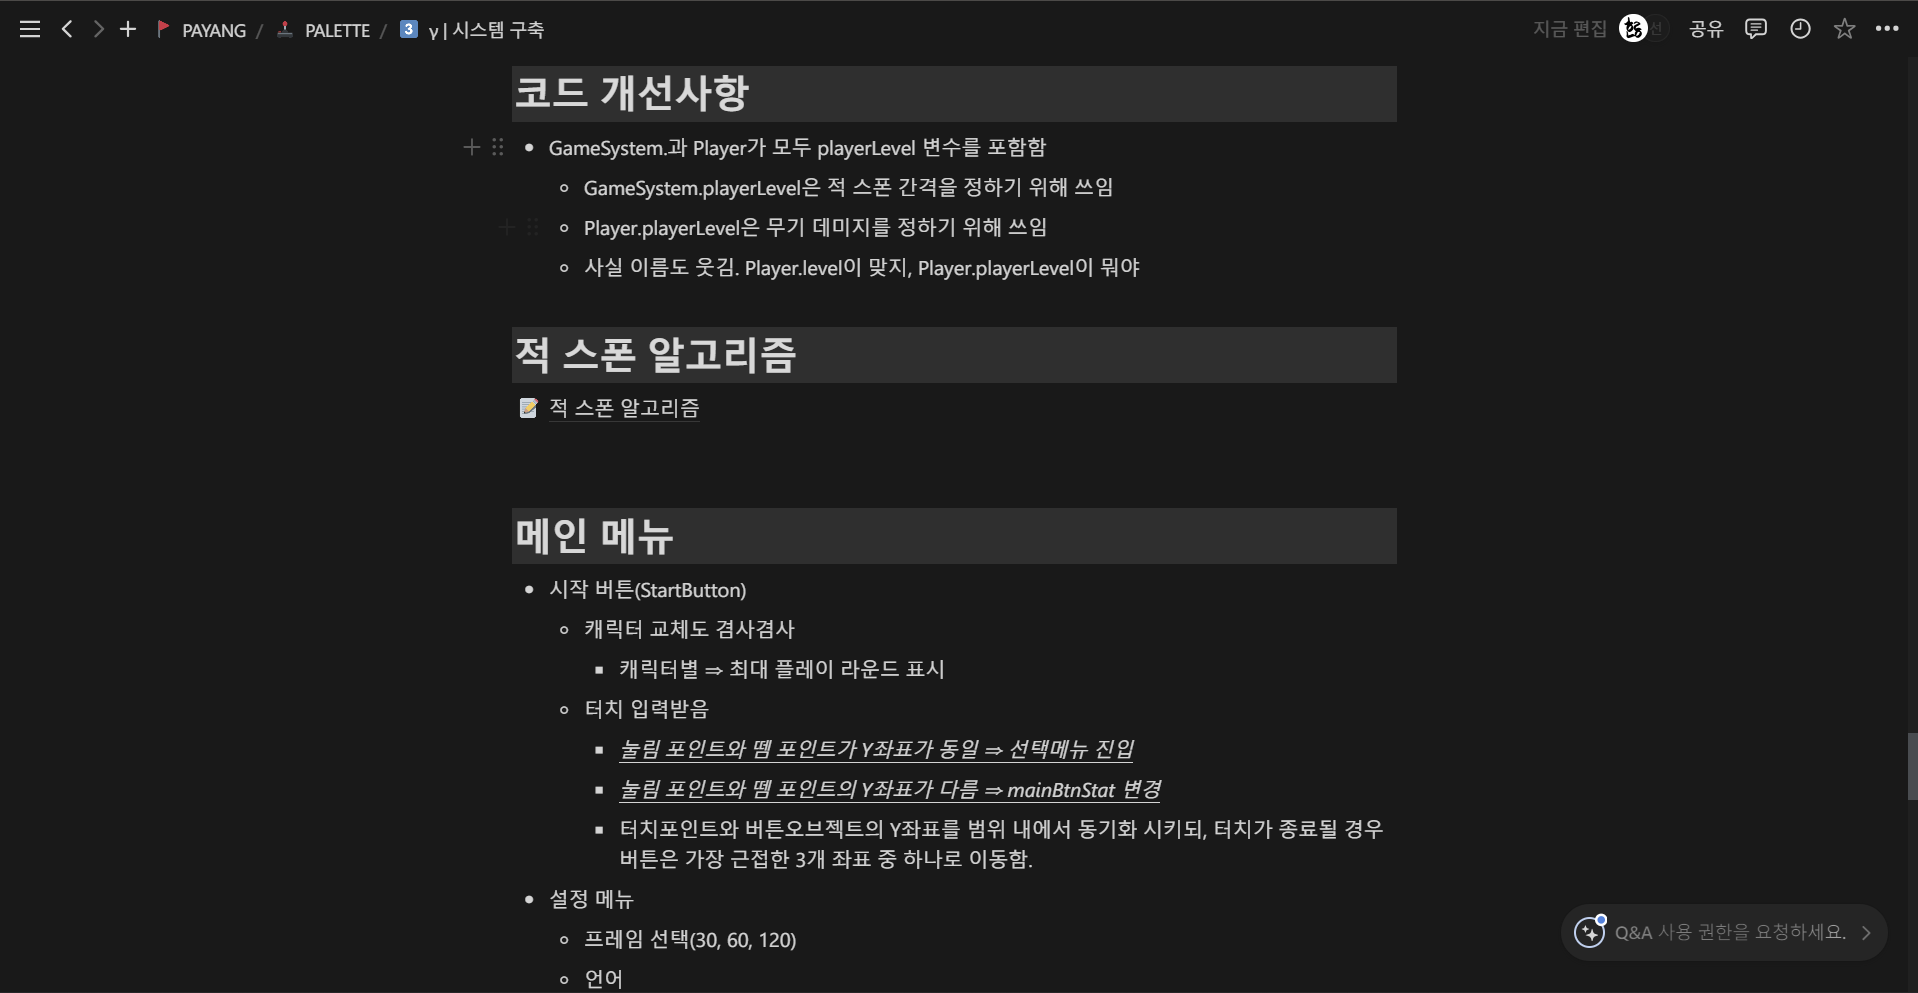 PAYANG / PALETTE / 3 γ | 시스템 구축
지금 편집 공유
코드 개선사항
GameSystem.과 Player가 모두 playerLevel 변수를 포함함
GameSystem.playerLevel은 적 스폰 간격을 정하기 위해 쓰임
Player.playerLevel은 무기 데미지를 정하기 위해 쓰임
사실 이름도 웃김. Player.level이 맞지, Player.playerLevel이 뭐야
적 스폰 알고리즘
적 스폰 알고리즘
메인 메뉴
시작 버튼(StartButton)
캐릭터 교체도 겸사겸사
캐릭터별 ⇒ 최대 플레이 라운드 표시
터치 입력받음
눌림 포인트와 뗌 포인트가 Y좌표가 동일 ⇒ 선택메뉴 진입
눌림 포인트와 뗌 포인트의 Y좌표가 다름 ⇒ mainBtnStat 변경
터치포인트와 버튼오브젝트의 Y좌표를 범위 내에서 동기화 시키되, 터치가 종료될 경우
버튼은 가장 근접한 3개 좌표 중 하나로 이동함.
설정 메뉴
프레임 선택(30, 60, 120)
언어
Q&A 사용 권한을 요청하세요.